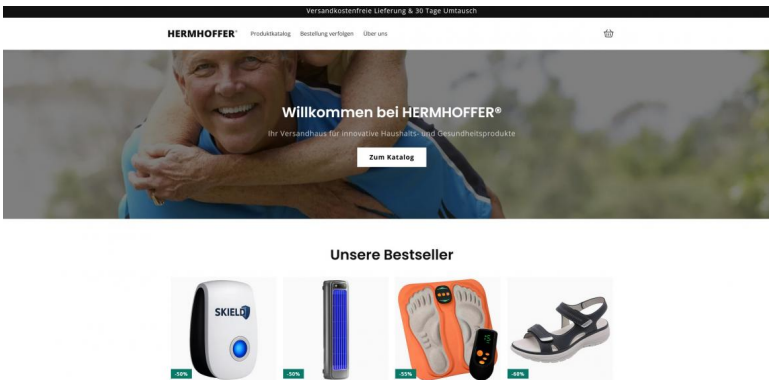 Versandkostenfreie Lieferung & 30 Tage Umtausch
HERMHOFFER® Produktkatalog Bestellung verfolgen Über uns
Willkommen bei HERMHOFFER®
Ihr Versandhaus für innovative Haushalts- und Gesundheitsprodukte
Zum Katalog
Unsere Bestseller
SKIELD
-50% -50% -55% -60%